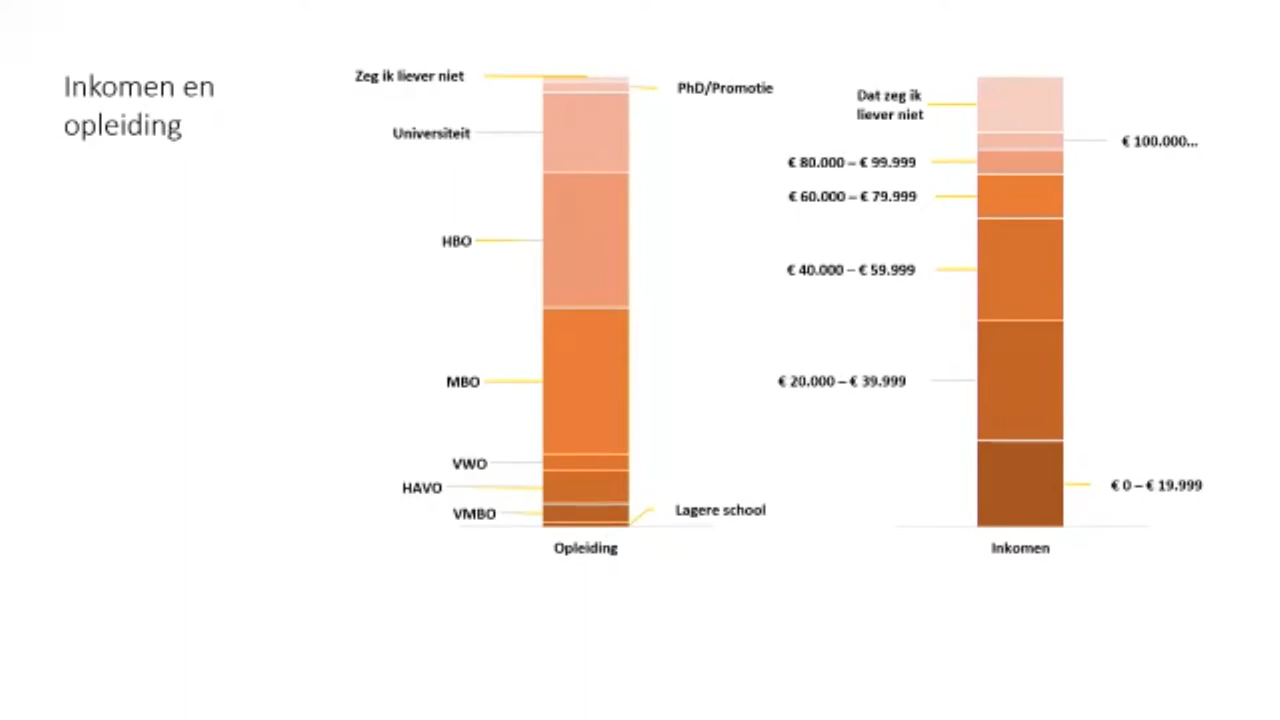 Inkomen en
opleiding
Zeg ik liever niet
PhD/Promotie
Universiteit
HBO
MBO
VWO
HAVO
VMBO
Lagere school
Opleiding
Dat zeg ik
liever niet
€ 100.000...
€ 80.000 – € 99.999
€ 60.000 – € 79.999
€ 40.000 – € 59.999
€ 20.000 – € 39.999
€ 0 – € 19.999
Inkomen